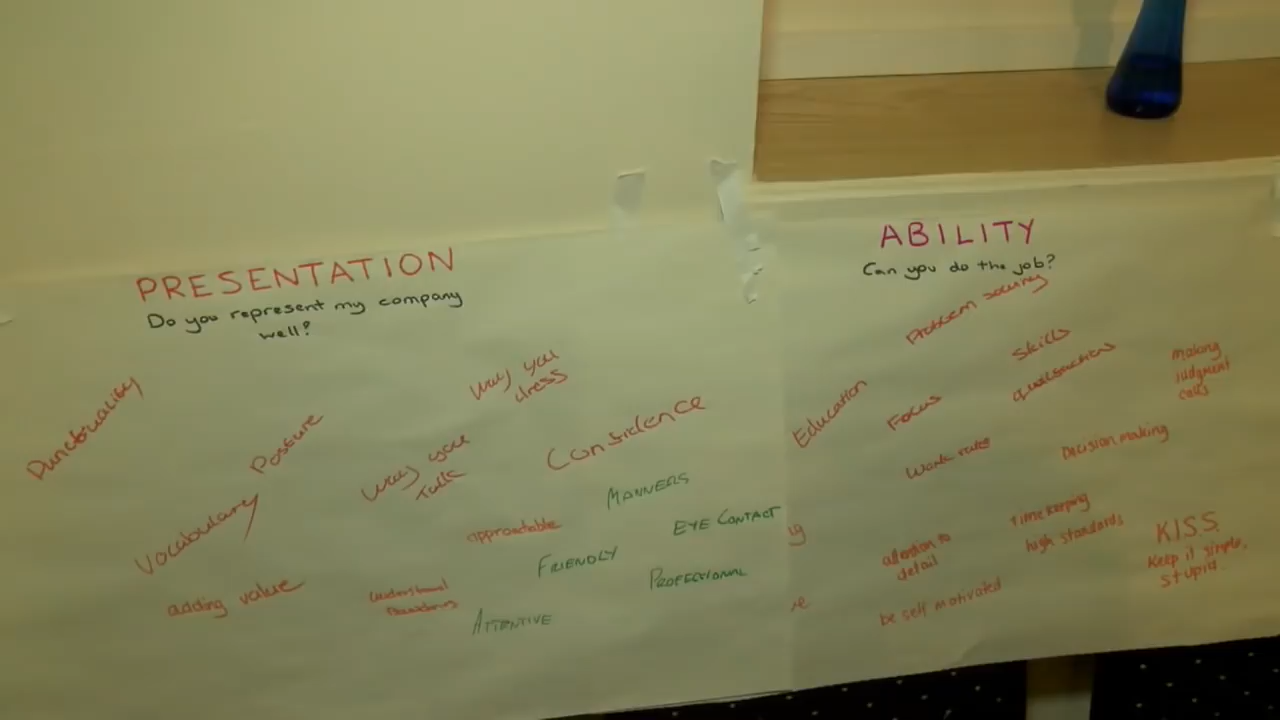 PRESENTATION
Do you represent my company
well?
Punctuality
Posture
Way you
dress
Way you
Talk
Confidence
Vocabulary
MANNERS
EYE CONTACT
approachable
FRIENDLY
PROFESSIONAL
adding value
Understand
ATTENTIVE
ABILITY
Can you do the job?
Problem solving
Skills
Education
Focus
making
judgment
calls
Work rate
Decision making
Time keeping
high standards
attention to
detail
K.I.S.S.
Keep it simple,
stupid.
be self motivated